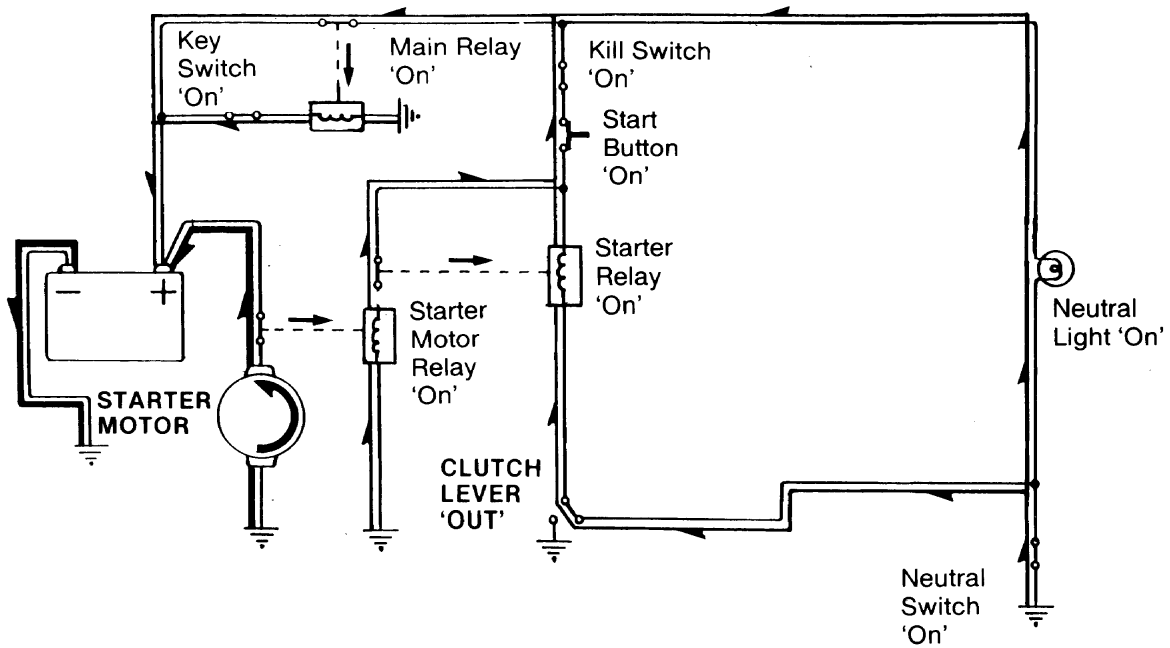 Key
Switch
‘On’
Main Relay
‘On’
Kill Switch
‘On’
Start
Button
‘On’
Starter
Relay
‘On’
−
+
Starter
Motor
Relay
‘On’
Neutral
Light ‘On’
STARTER
MOTOR
CLUTCH
LEVER
‘OUT’
Neutral
Switch
‘On’